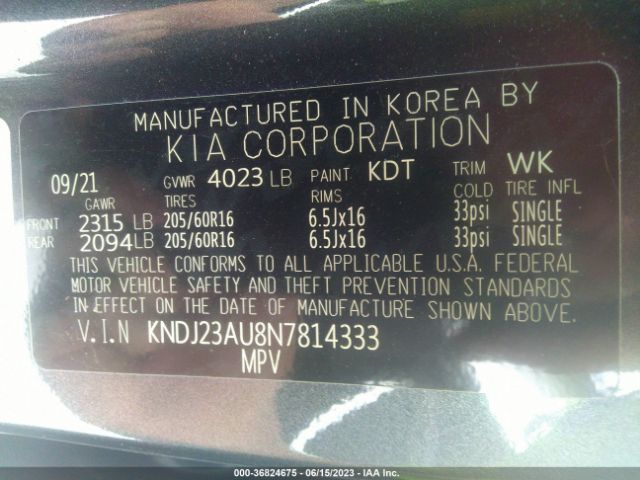 MANUFACTURED IN KOREA BY
KIA CORPORATION
09/21 GVWR 4023 LB PAINT KDT TRIM WK
GAWR TIRES RIMS COLD TIRE INFL
FRONT 2315 LB 205/60R16 6.5Jx16 33psi SINGLE
REAR 2094 LB 205/60R16 6.5Jx16 33psi SINGLE
THIS VEHICLE CONFORMS TO ALL APPLICABLE U.S.A. FEDERAL
MOTOR VEHICLE SAFETY AND THEFT PREVENTION STANDARDS
IN EFFECT ON THE DATE OF MANUFACTURE SHOWN ABOVE.
V.I.N KNDJ23AU8N7814333
MPV
000-36824675 - 06/15/2023 - IAA Inc.